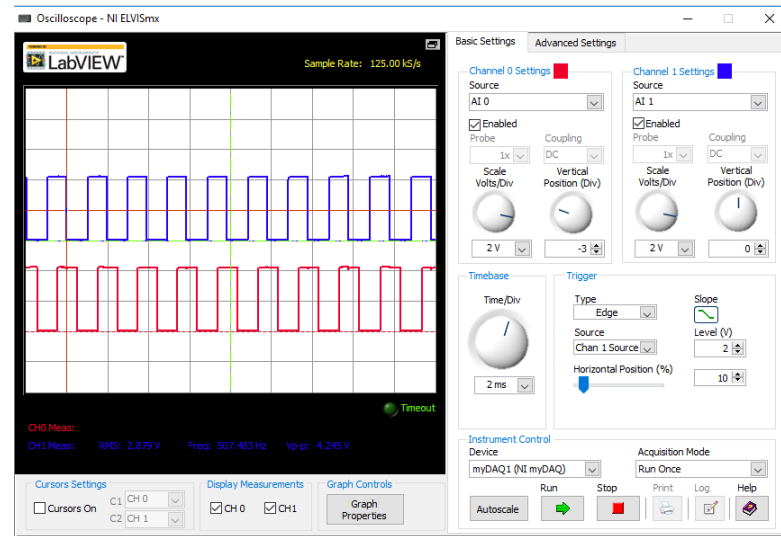 Oscilloscope - NI ELVISmx
POWERED BY NATIONAL INSTRUMENTS
LabVIEW™
Sample Rate: 125.00 kS/s
Timeout
CH0 Meas:
CH1 Meas: RMS: 2.879 V Freq: 507.483 Hz Vp-p: 4.245 V
Cursors Settings
Cursors On
C1 CH 0
C2 CH 1
Display Measurements
CH 0 CH1
Graph Controls
Graph
Properties
Basic Settings Advanced Settings
Channel 0 Settings
Source
AI 0
Enabled
Probe Coupling
1x DC
Scale Vertical
Volts/Div Position (Div)
2 V -3
Channel 1 Settings
Source
AI 1
Enabled
Probe Coupling
1x DC
Scale Vertical
Volts/Div Position (Div)
2 V 0
Timebase
Time/Div
2 ms
Trigger
Type Slope
Edge
Source Level (V)
Chan 1 Source 2
Horizontal Position (%)
10
Instrument Control
Device Acquisition Mode
myDAQ1 (NI myDAQ) Run Once
Run Stop Print Log Help
Autoscale